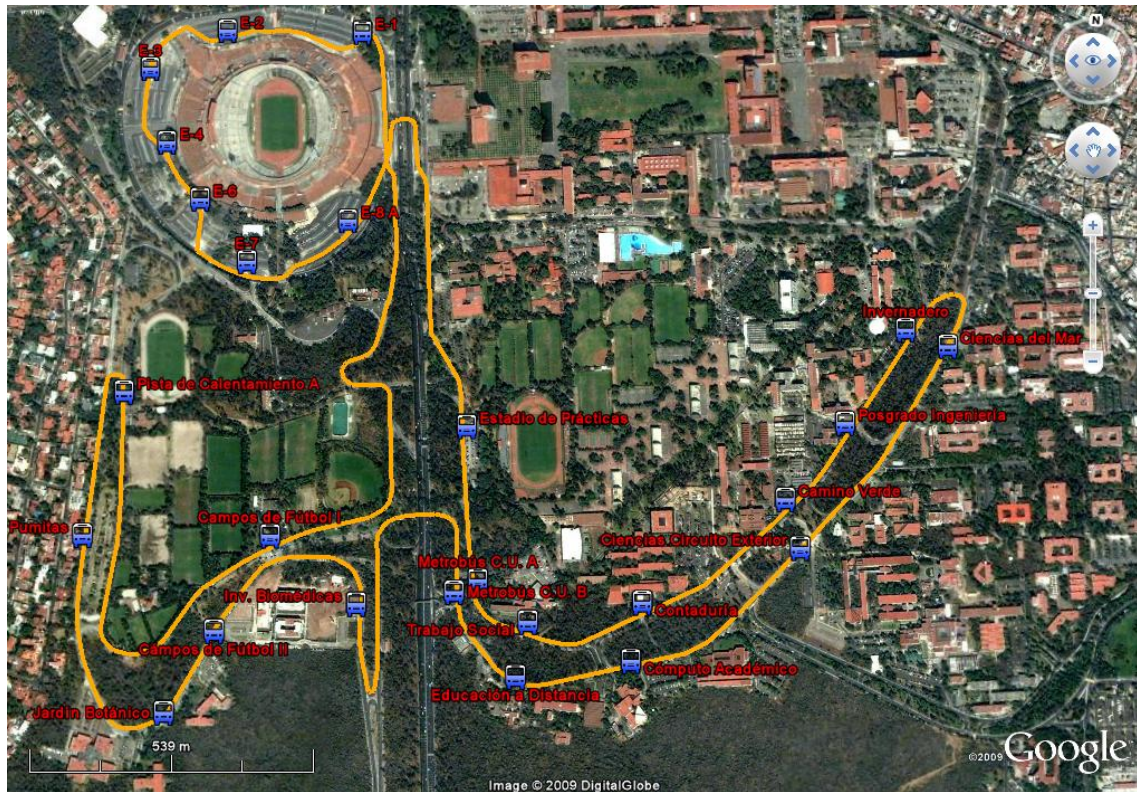 E-2
E-1
N
E-3
E-4
E-6
E-8 A
E-7
Invernadero
Ciencias del Mar
Pista de Calentamiento A
Estadio de Prácticas
Posgrado Ingeniería
Camino Verde
Pumitas
Campos de Fútbol I
Ciencias Circuito Exterior
Metrobús C.U. A
Metrobús C.U. B
Inv. Biomédicas
Contaduría
Trabajo Social
Campos de Fútbol II
Cómputo Académico
Educación a Distancia
Jardín Botánico
539 m
©2009 Google
Image © 2009 DigitalGlobe